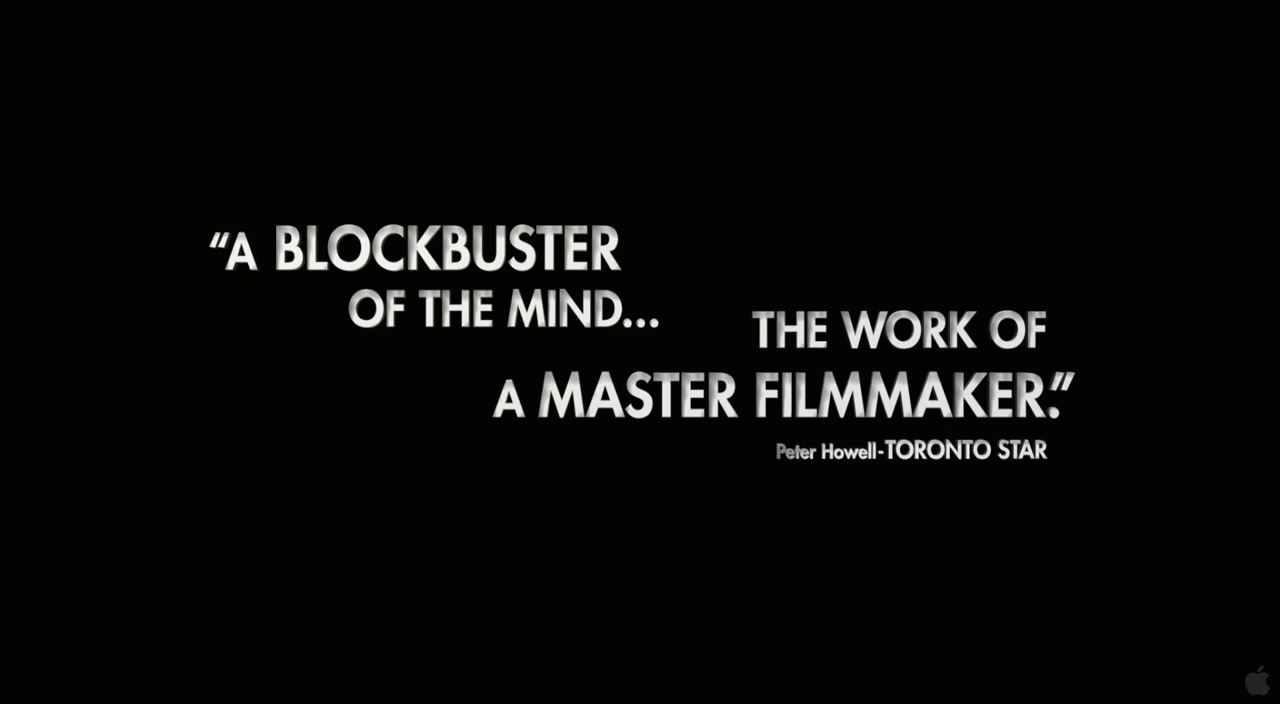 “A BLOCKBUSTER
OF THE MIND...
THE WORK OF
A MASTER FILMMAKER.”
Peter Howell-TORONTO STAR